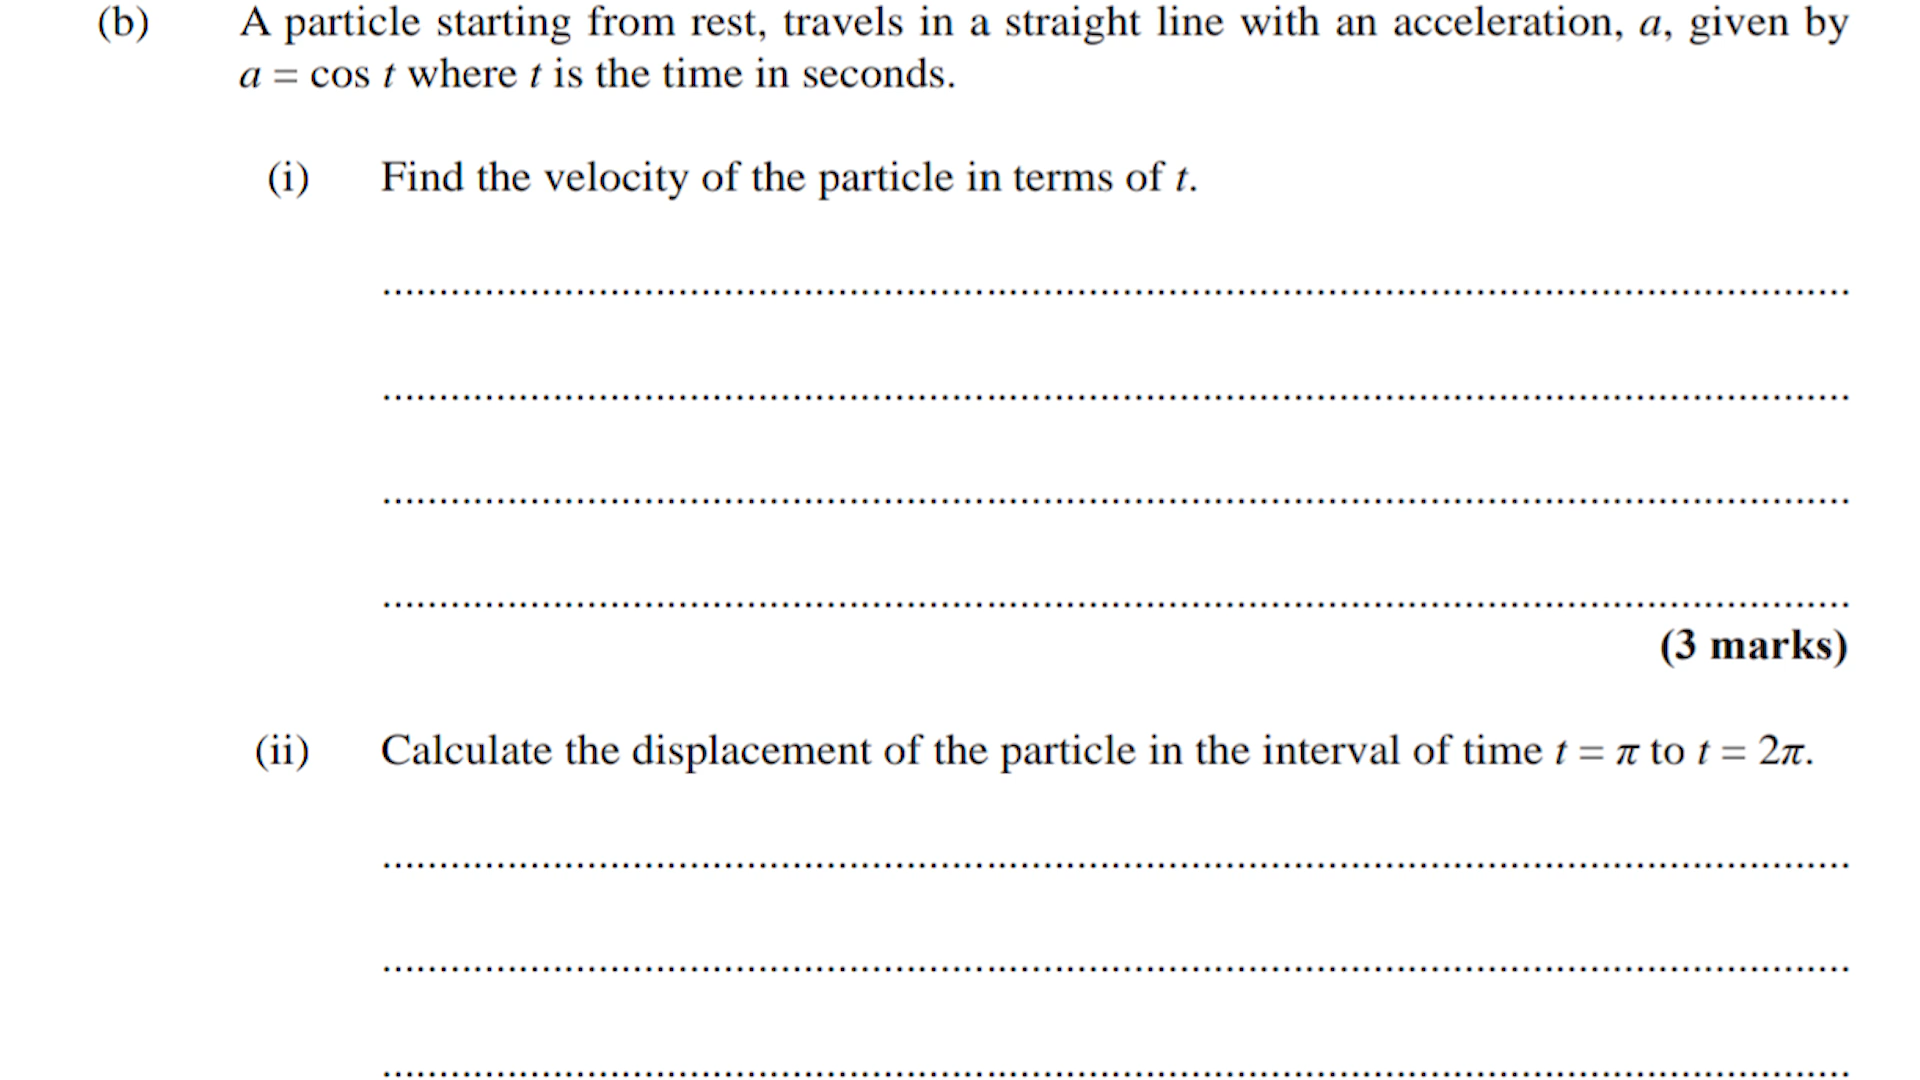 (b) A particle starting from rest, travels in a straight line with an acceleration, a, given by
a = cos t where t is the time in seconds.
(i) Find the velocity of the particle in terms of t.
(3 marks)
(ii) Calculate the displacement of the particle in the interval of time t = π to t = 2π.